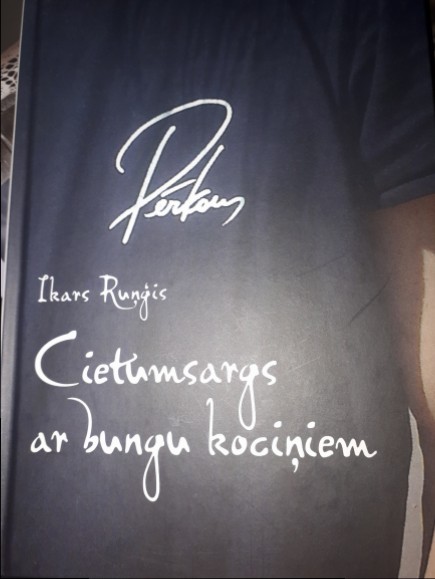 Pērkons
Ikars Ruņģis
Cietumsargs
ar bungu kociņiem